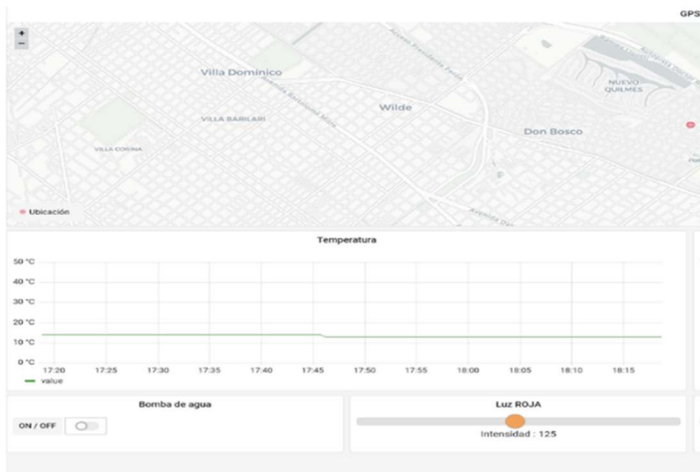 GPS
+
−
Villa Domínico
Wilde
NUEVO
QUILMES
VILLA BARILARI
Don Bosco
VILLA CORINA
Ubicación
Temperatura
50 °C
40 °C
30 °C
20 °C
10 °C
0 °C
17:20 17:25 17:30 17:35 17:40 17:45 17:50 17:55 18:00 18:05 18:10 18:15
value
Bomba de agua
Luz ROJA
ON / OFF
Intensidad : 125